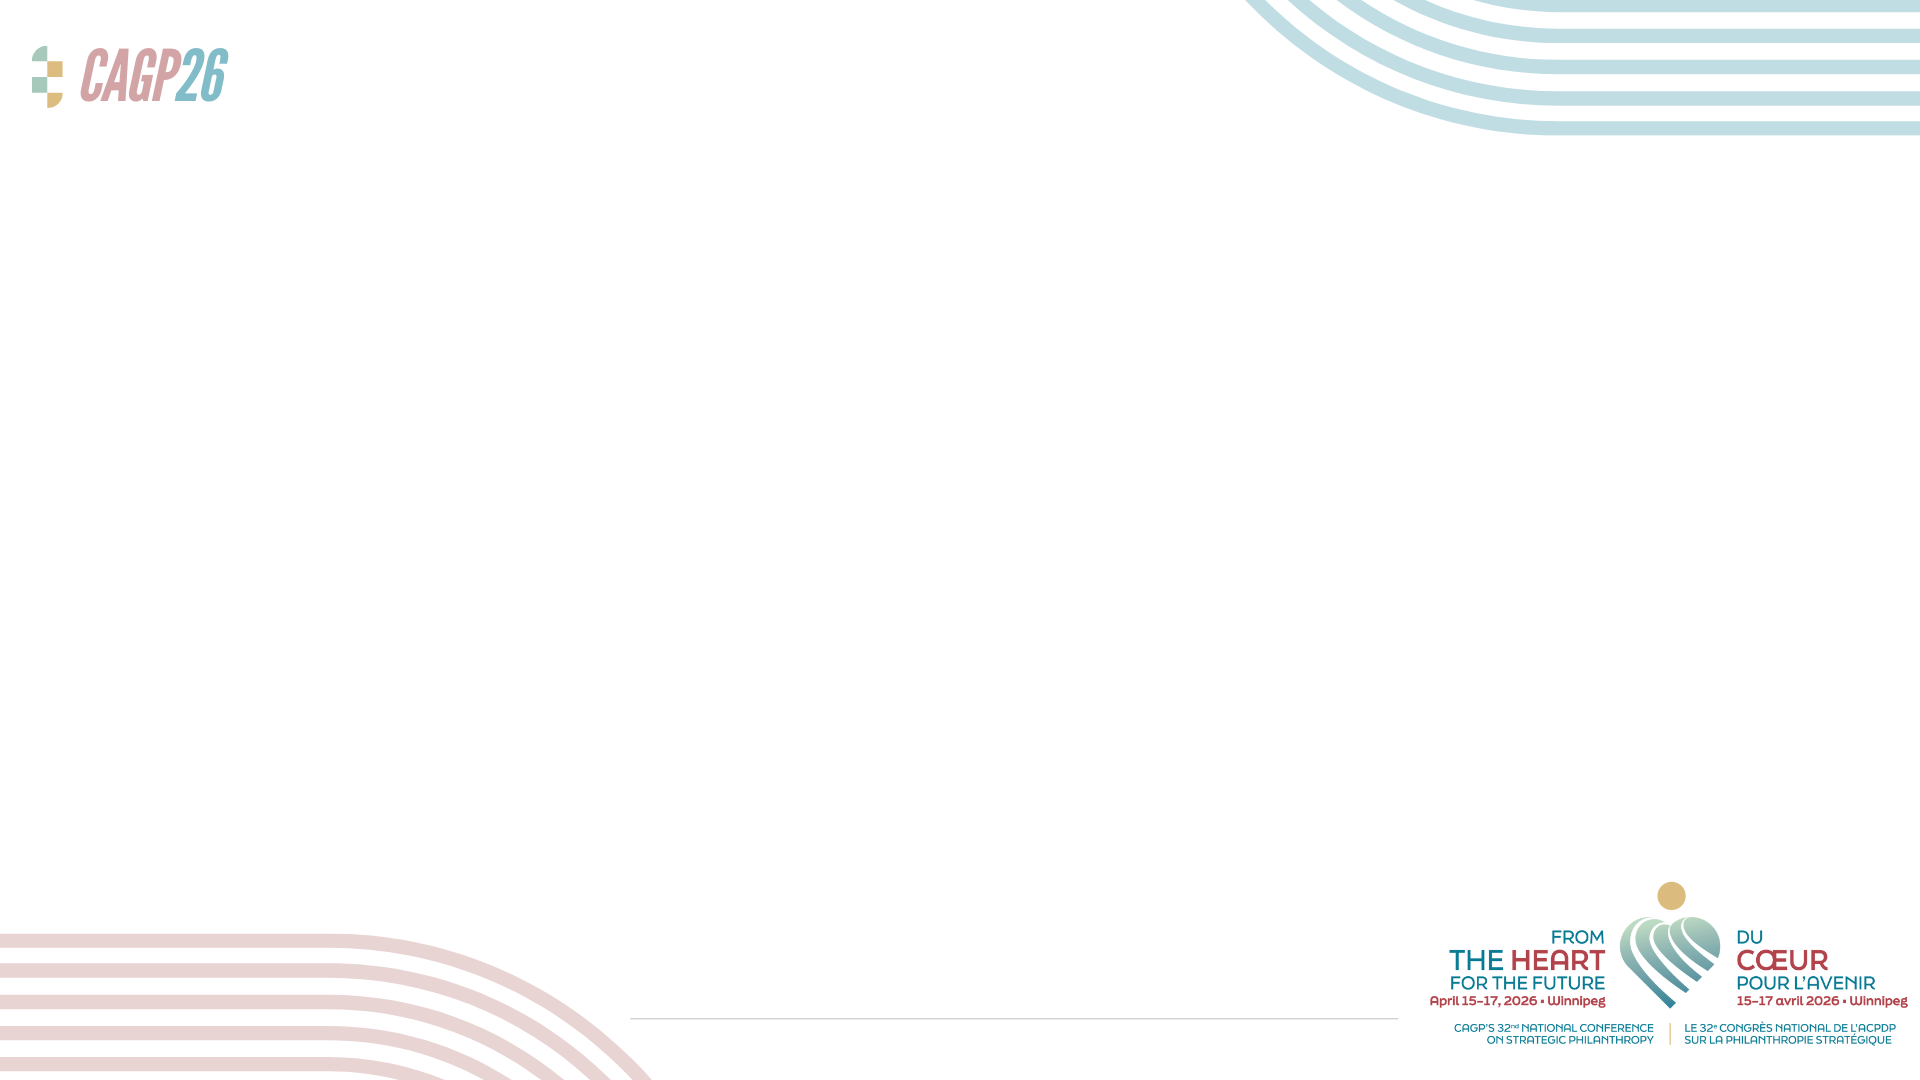 CAGP26
FROM
THE HEART
FOR THE FUTURE
April 15–17, 2026 • Winnipeg
DU
CŒUR
POUR L'AVENIR
15–17 avril 2026 • Winnipeg
CAGP'S 32nd NATIONAL CONFERENCE
ON STRATEGIC PHILANTHROPY
LE 32e CONGRÈS NATIONAL DE L'ACPDP
SUR LA PHILANTHROPIE STRATÉGIQUE